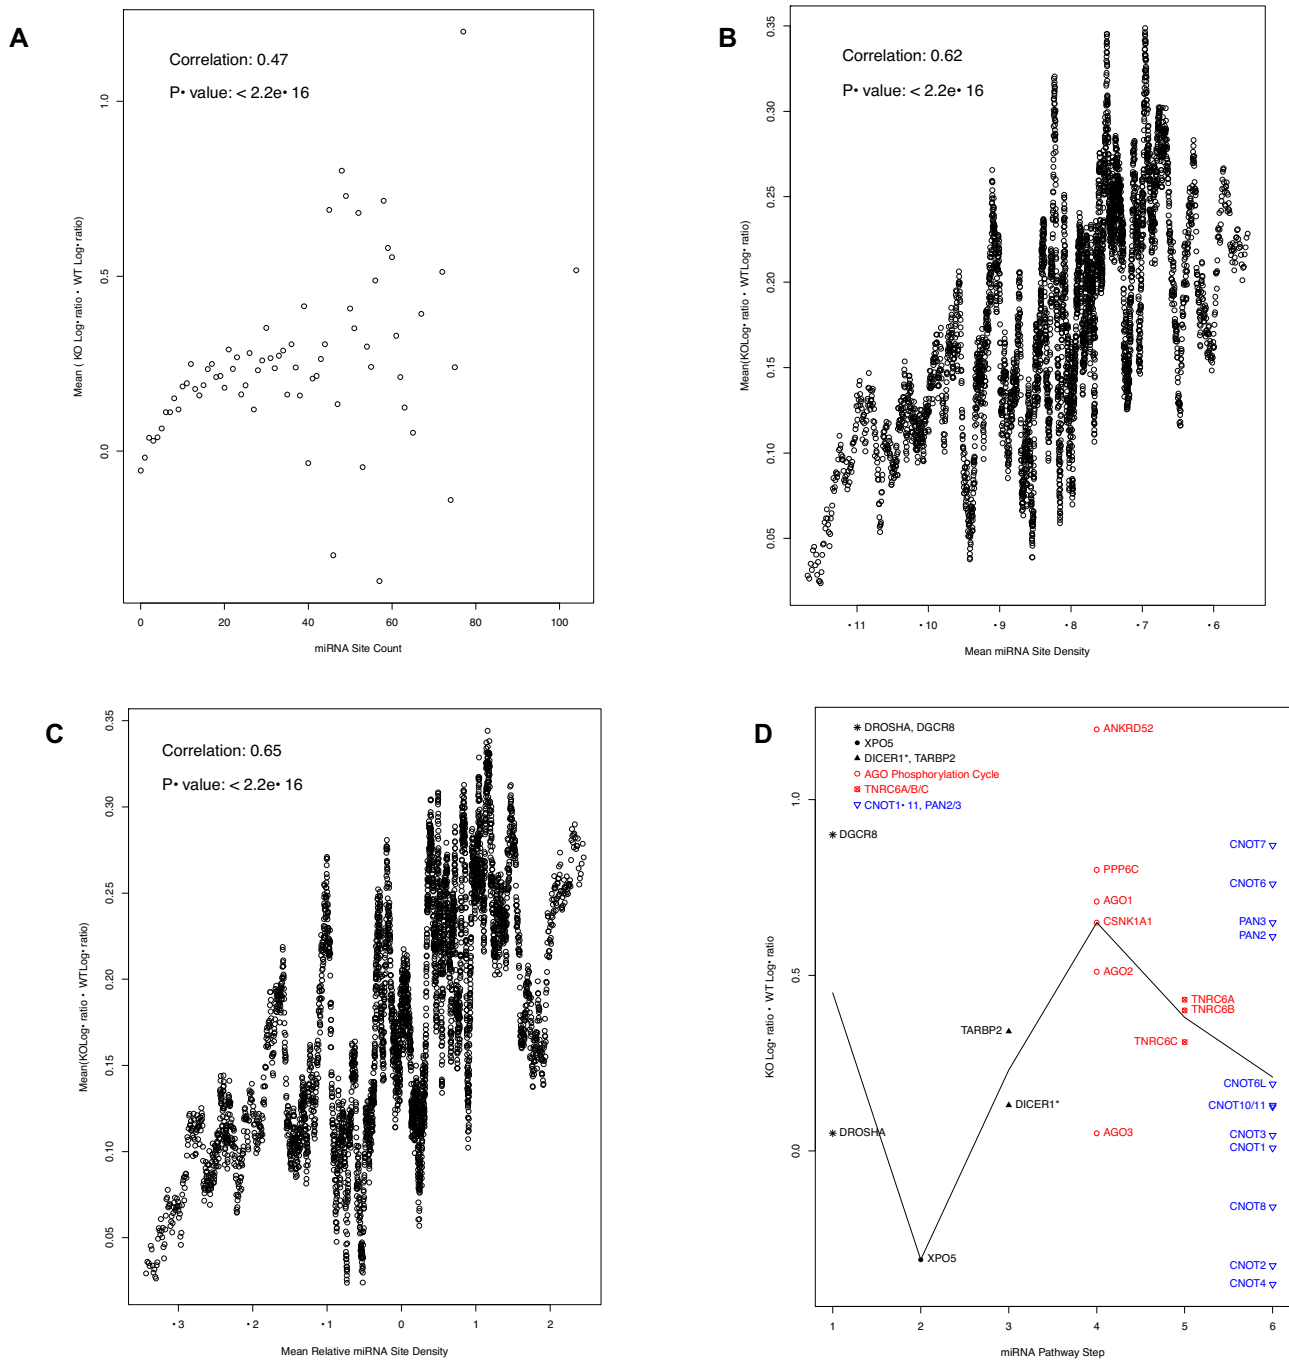 A
Correlation: 0.47
P• value: < 2.2e• 16
Mean ( KO Log• ratio • WT Log• ratio)
0.0
0.5
1.0
0
20
40
60
80
100
miRNA Site Count
B
Correlation: 0.62
P• value: < 2.2e• 16
Mean(KOLog• ratio • WTLog• ratio)
0.05
0.10
0.15
0.20
0.25
0.30
0.35
• 11
• 10
• 9
• 8
• 7
• 6
Mean miRNA Site Density
C
Correlation: 0.65
P• value: < 2.2e• 16
Mean(KOLog• ratio • WTLog• ratio)
0.05
0.10
0.15
0.20
0.25
0.30
0.35
• 3
• 2
• 1
0
1
2
Mean Relative miRNA Site Density
D
DROSHA, DGCR8
XPO5
DICER1*, TARBP2
AGO Phosphorylation Cycle
TNRC6A/B/C
CNOT1• 11, PAN2/3
KO Log• ratio • WT Log• ratio
0.0
0.5
1.0
DGCR8
DROSHA
XPO5
TARBP2
DICER1*
ANKRD52
PPP6C
AGO1
CSNK1A1
AGO2
AGO3
TNRC6A
TNRC6B
TNRC6C
CNOT7
CNOT6
PAN3
PAN2
CNOT6L
CNOT10/11
CNOT3
CNOT1
CNOT8
CNOT2
CNOT4
1
2
3
4
5
6
miRNA Pathway Step